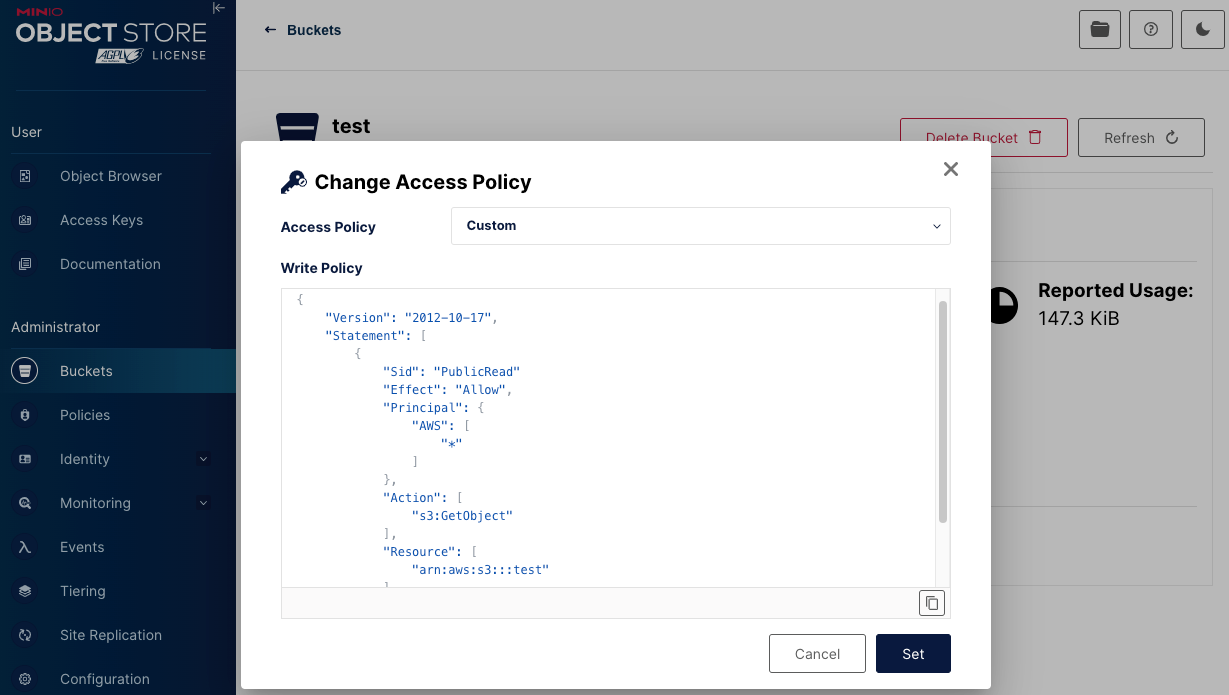 MINIO
OBJECT STORE
AGPLV3 LICENSE
User
Object Browser
Access Keys
Documentation
Administrator
Buckets
Policies
Identity
Monitoring
Events
Tiering
Site Replication
Configuration
Buckets
test
Delete Bucket
Refresh
Reported Usage:
147.3 KiB
Change Access Policy
Access Policy
Custom
Write Policy
{
"Version": "2012-10-17",
"Statement": [
{
"Sid": "PublicRead"
"Effect": "Allow",
"Principal": {
"AWS": [
"*"
]
},
"Action": [
"s3:GetObject"
],
"Resource": [
"arn:aws:s3:::test"
]
Cancel
Set